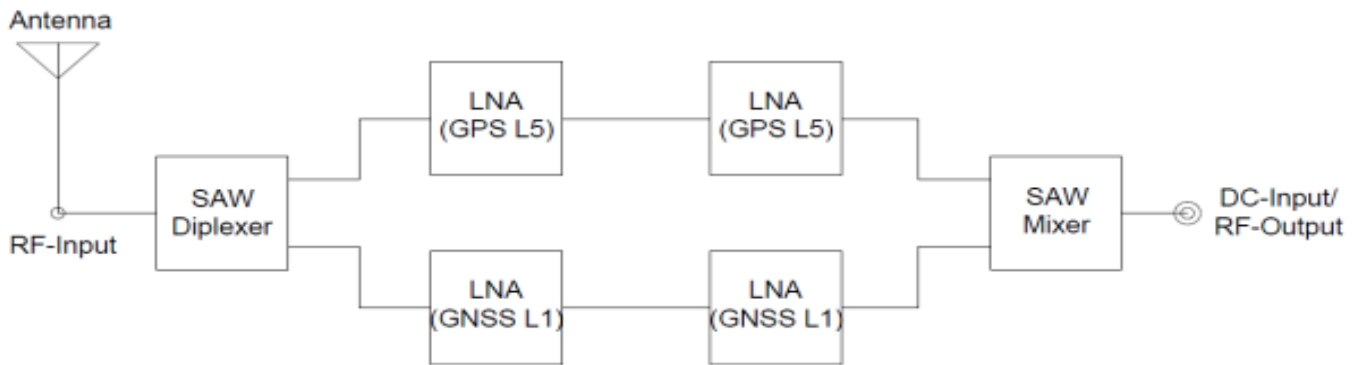 Antenna
RF-Input
SAW
Diplexer
LNA
(GPS L5)
LNA
(GPS L5)
LNA
(GNSS L1)
LNA
(GNSS L1)
SAW
Mixer
DC-Input/
RF-Output